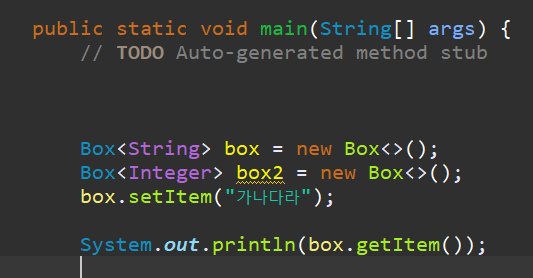 public static void main(String[] args) {
// TODO Auto-generated method stub
Box<String> box = new Box<>();
Box<Integer> box2 = new Box<>();
box.setItem("가나다라");
System.out.println(box.getItem());